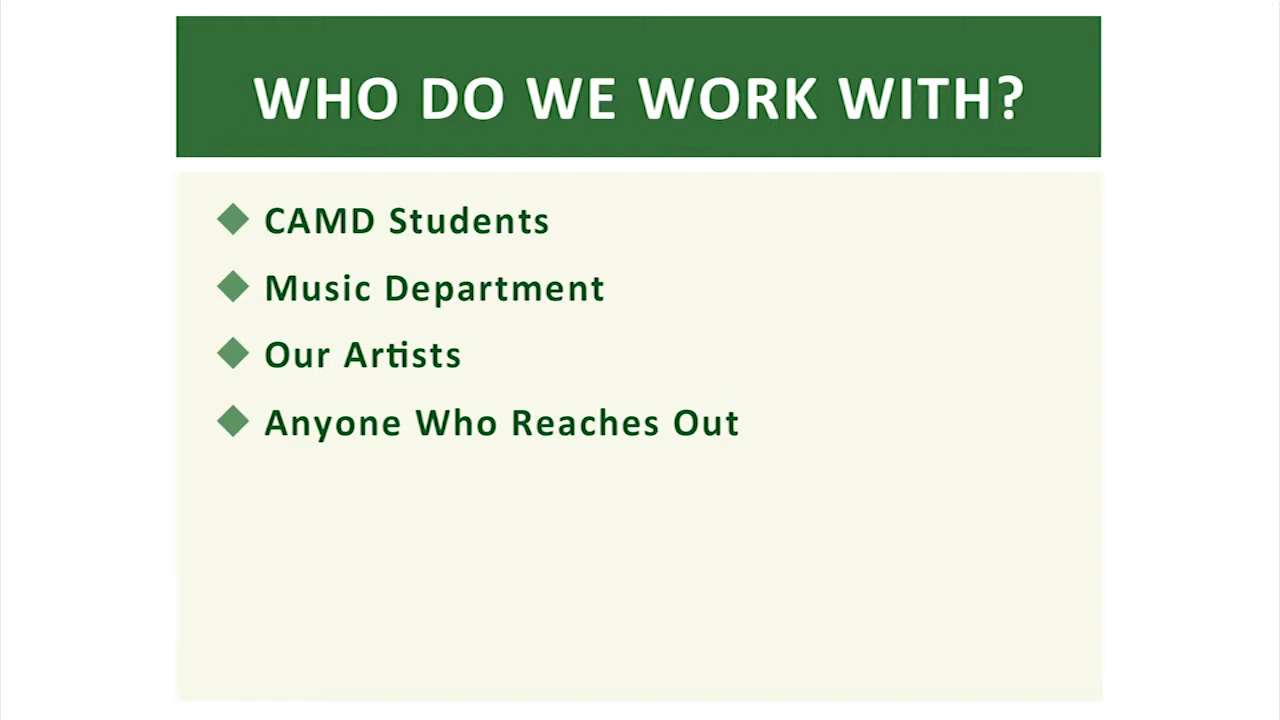 WHO DO WE WORK WITH?
CAMD Students
Music Department
Our Artists
Anyone Who Reaches Out